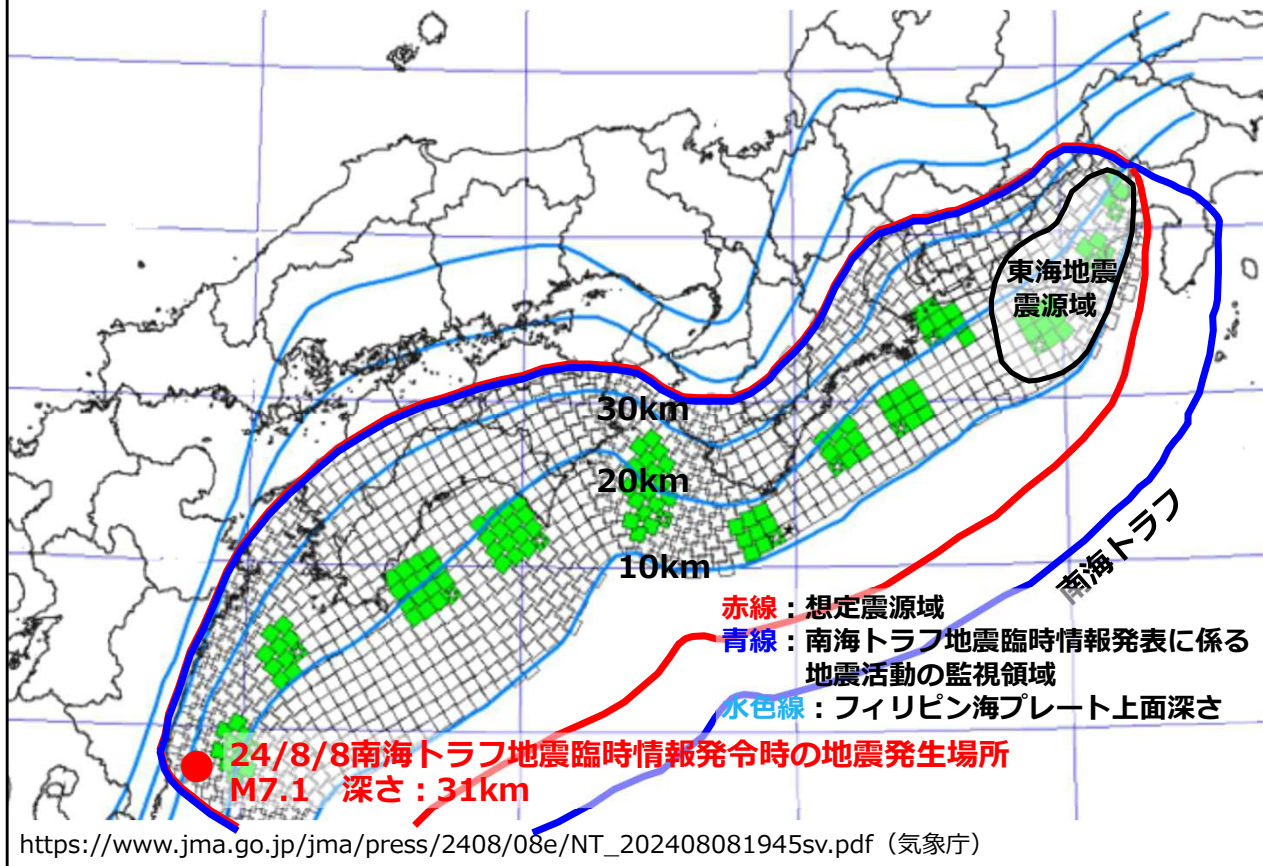 東海地震
震源域
30km
20km
10km
南海トラフ
赤線：想定震源域
青線：南海トラフ地震臨時情報発表に係る
地震活動の監視領域
水色線：フィリピン海プレート上面深さ
24/8/8南海トラフ地震臨時情報発令時の地震発生場所
M7.1　深さ：31km
https://www.jma.go.jp/jma/press/2408/08e/NT_202408081945sv.pdf（気象庁）